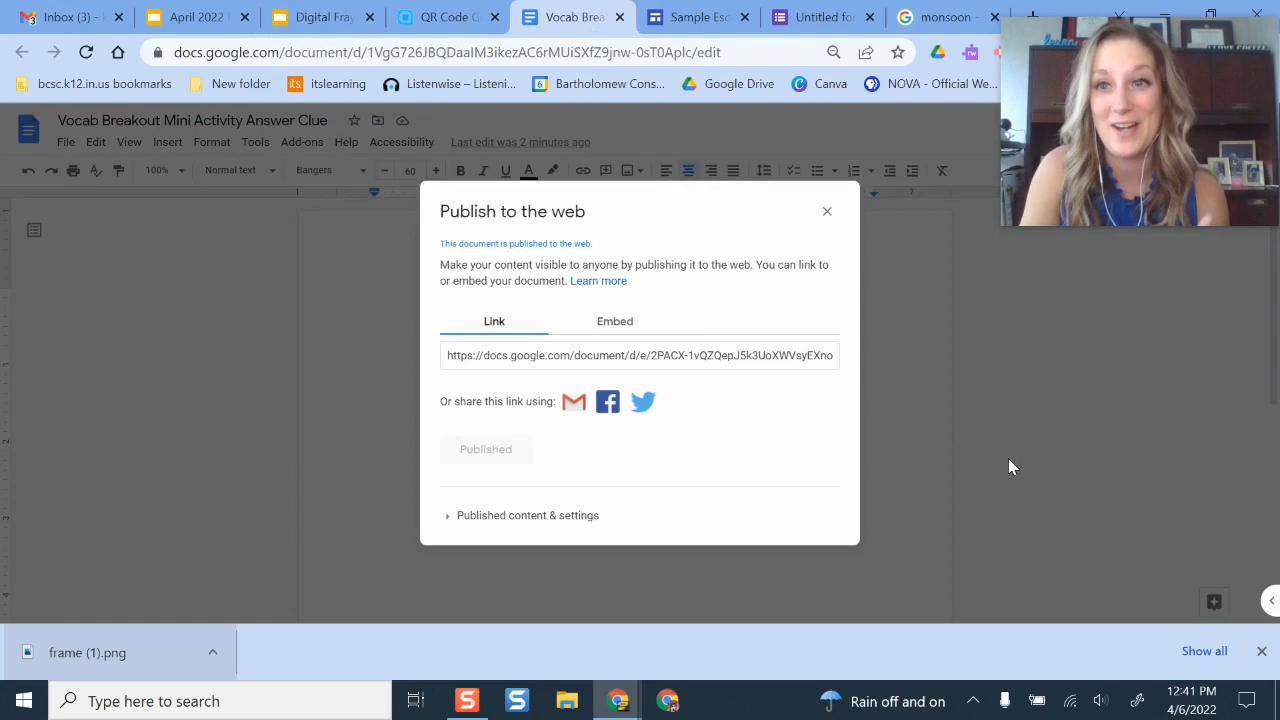 Wind b
April 2022 I
Digital Fray
QR Code G
Vocab Brea
Sample Esc
Untitled fo
monsoon -
docs.google.com/document/d/1VgG726JBQDaalM3ikezAC6rMUiSXfZ9jnw-0sT0Aplc/edit
bcsc.k12.in.us bookmarks
New folder
itslearning
Listenwise – Listeni...
Bartholomew Cons...
Google Drive
Canva
NOVA - Official We...
Vocab Breakout Mini Activity Answer Clue
File Edit View Insert Format Tools Add-ons Help Accessibility Last edit was 2 minutes ago
100% Normal text Bangers 60
Publish to the web
This document is published to the web.
Make your content visible to anyone by publishing it to the web. You can link to
or embed your document. Learn more
Link Embed
https://docs.google.com/document/d/e/2PACX-1vQZQepJ5k3UoXWVsyEXno
Or share this link using:
Published
Published content & settings
frame (1).png
Show all
Type here to search
Rain off and on
12:41 PM
4/6/2022